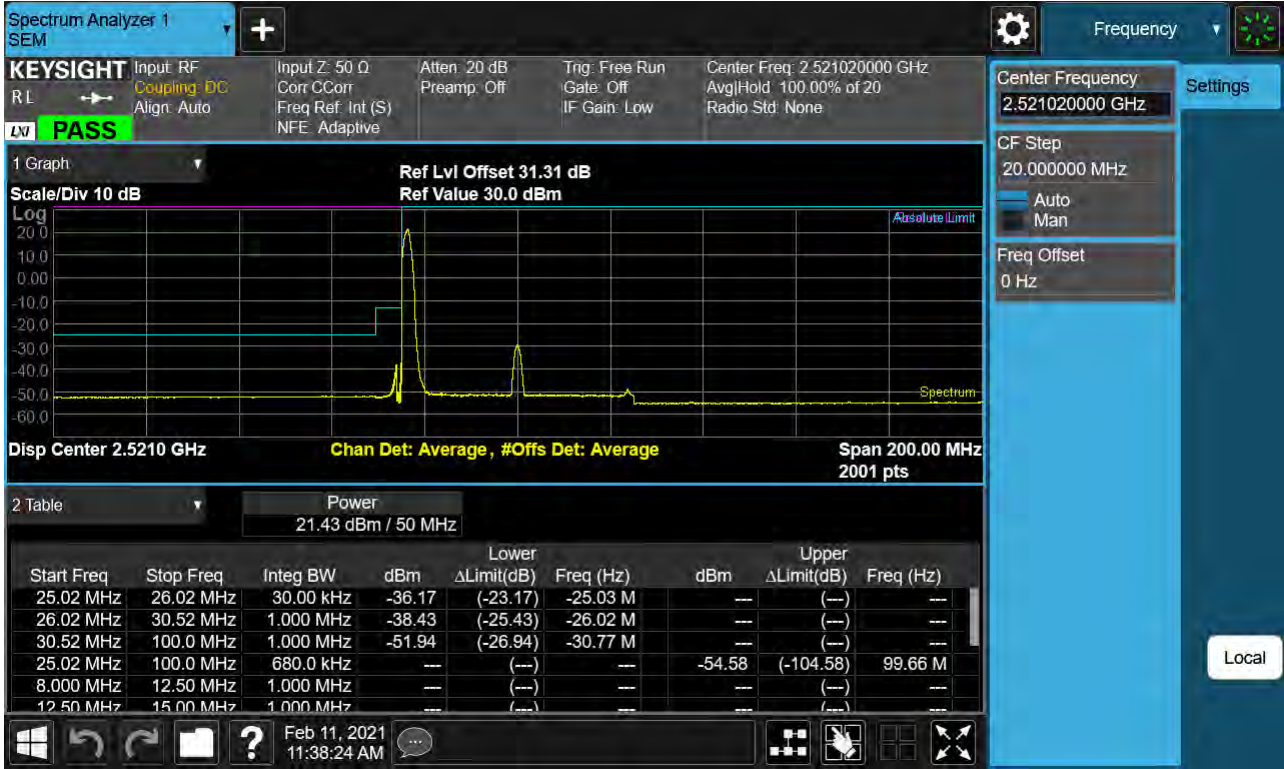 Spectrum Analyzer 1
SEM
Frequency
KEYSIGHT
Input: RF
Coupling: DC
Align: Auto
Input Z: 50 Ω
Corr CCorr
Freq Ref: Int (S)
NFE: Adaptive
Atten: 20 dB
Preamp: Off
Trig: Free Run
Gate: Off
IF Gain: Low
Center Freq: 2.521020000 GHz
Avg|Hold: 100.00% of 20
Radio Std: None
R L
LXI
PASS
Center Frequency
2.521020000 GHz
Settings
CF Step
20.000000 MHz
Auto
Man
Freq Offset
0 Hz
Local
1 Graph
Scale/Div 10 dB
Ref Lvl Offset 31.31 dB
Ref Value 30.0 dBm
Log
20.0
10.0
0.00
-10.0
-20.0
-30.0
-40.0
-50.0
-60.0
Absolute Limit
Spectrum
Disp Center 2.5210 GHz
Chan Det: Average, #Offs Det: Average
Span 200.00 MHz
2001 pts
2 Table
Power
21.43 dBm / 50 MHz
Lower Upper
Start Freq Stop Freq Integ BW dBm ΔLimit(dB) Freq (Hz) dBm ΔLimit(dB) Freq (Hz)
25.02 MHz 26.02 MHz 30.00 kHz -36.17 (-23.17) -25.03 M --- (---) ---
26.02 MHz 30.52 MHz 1.000 MHz -38.43 (-25.43) -26.02 M --- (---) ---
30.52 MHz 100.0 MHz 1.000 MHz -51.94 (-26.94) -30.77 M --- (---) ---
25.02 MHz 100.0 MHz 680.0 kHz --- (---) --- -54.58 (-104.58) 99.66 M
8.000 MHz 12.50 MHz 1.000 MHz --- (---) --- --- (---) ---
12.50 MHz 15.00 MHz 1.000 MHz --- (---) --- --- (---) ---
Feb 11, 2021
11:38:24 AM